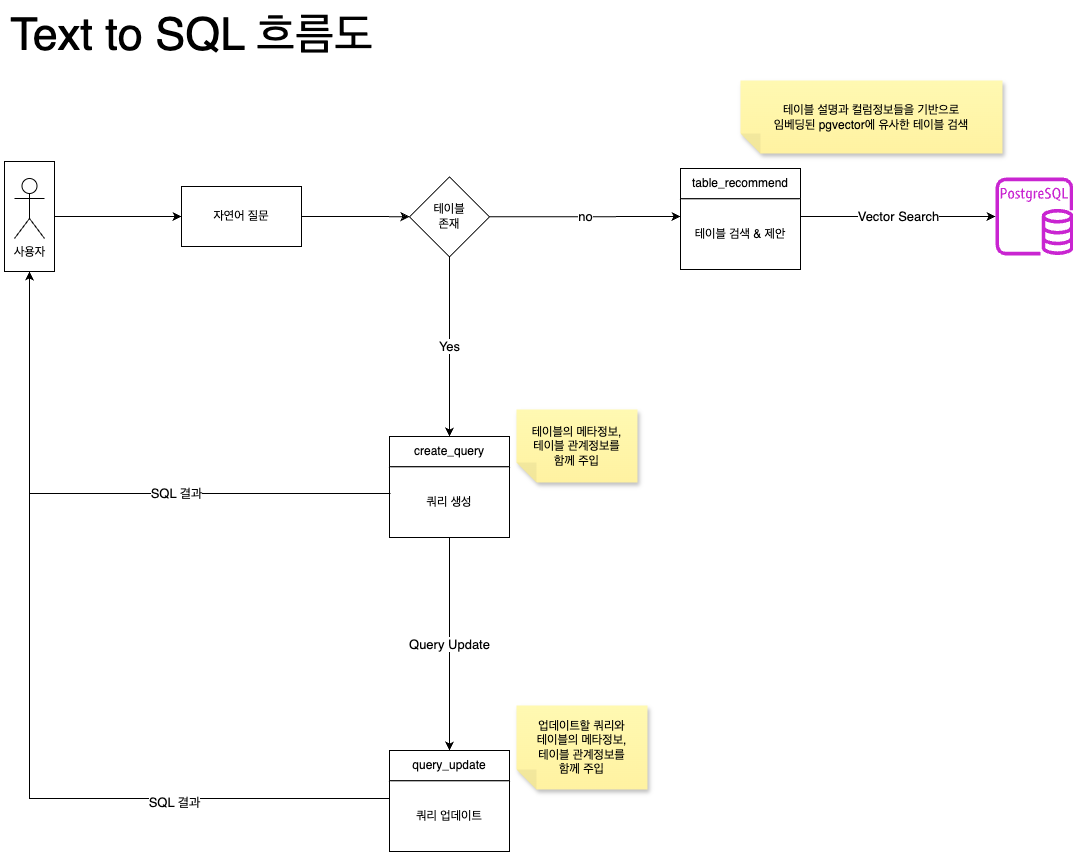 Text to SQL 흐름도
테이블 설명과 컬럼정보들을 기반으로
임베딩된 pgvector에 유사한 테이블 검색
사용자
자연어 질문
테이블
존재
no
table_recommend
테이블 검색 & 제안
Vector Search
PostgreSQL
Yes
create_query
쿼리 생성
테이블의 메타정보,
테이블 관계정보를
함께 주입
SQL 결과
Query Update
query_update
쿼리 업데이트
업데이트할 쿼리와
테이블의 메타정보,
테이블 관계정보를
함께 주입
SQL 결과